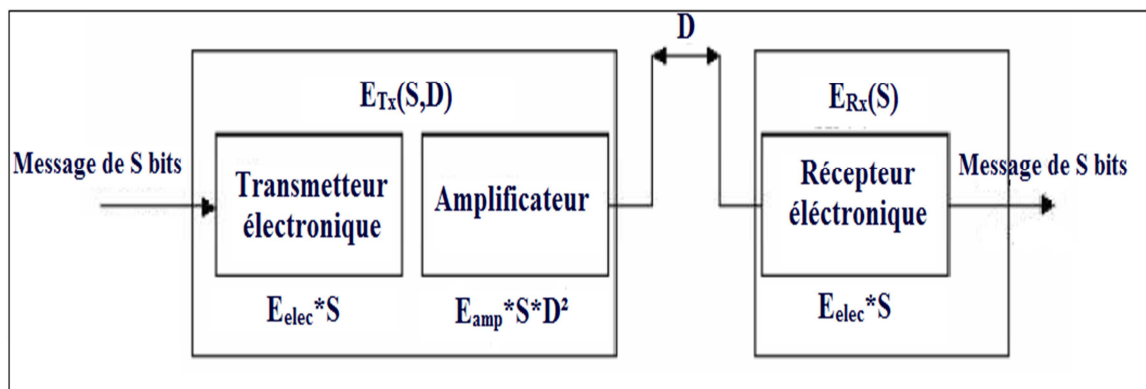 D
E_Tx(S,D)
E_Rx(S)
Message de S bits
Transmetteur
électronique
Amplificateur
Récepteur
éléctronique
Message de S bits
E_elec*S
E_amp*S*D²
E_elec*S